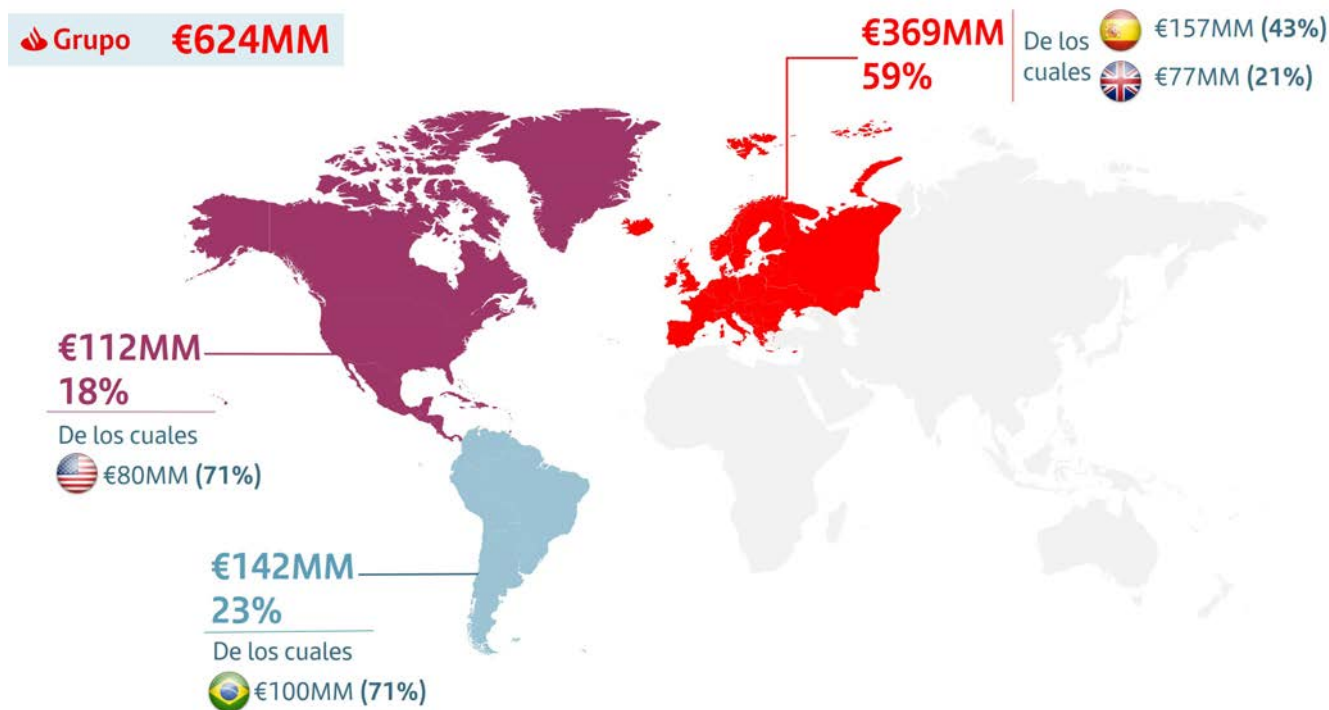 Grupo €624MM
€369MM
59%
De los cuales
€157MM (43%)
€77MM (21%)
€112MM
18%
De los cuales
€80MM (71%)
€142MM
23%
De los cuales
€100MM (71%)